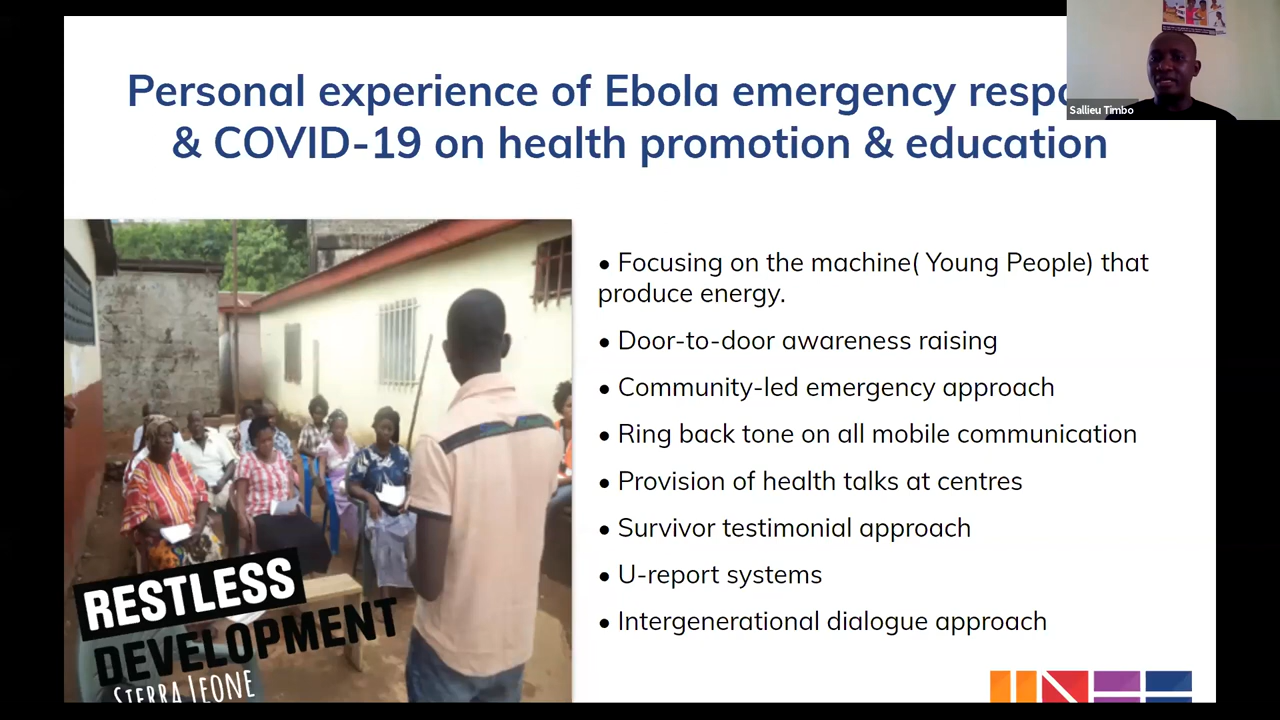 Personal experience of Ebola emergency respo
& COVID-19 on health promotion & education
Sallieu Timbo
• Focusing on the machine( Young People) that
produce energy.
• Door-to-door awareness raising
• Community-led emergency approach
• Ring back tone on all mobile communication
• Provision of health talks at centres
• Survivor testimonial approach
• U-report systems
• Intergenerational dialogue approach
RESTLESS
DEVELOPMENT
SIERRA LEONE